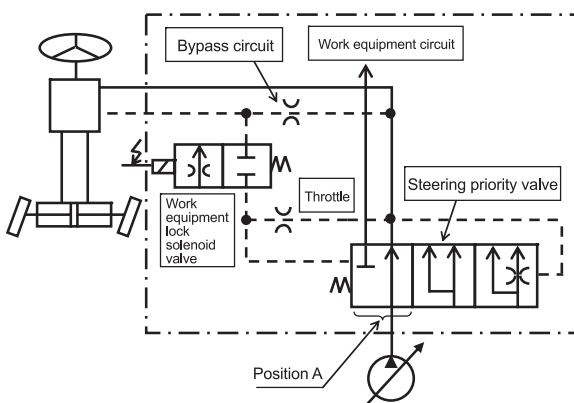 Bypass circuit
Work equipment circuit
Steering priority valve
Throttle
Work
equipment
lock
solenoid
valve
Position A